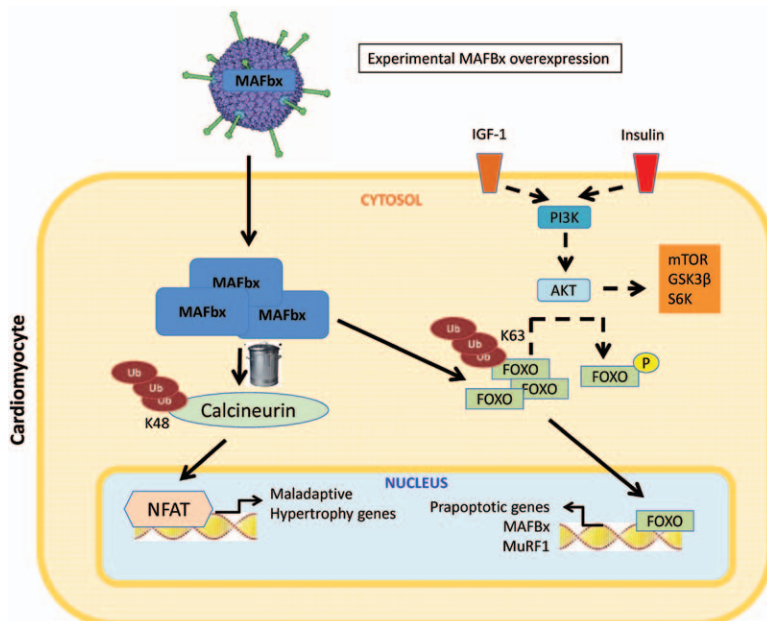 Experimental MAFBx overexpression
MAFbx
IGF-1
Insulin
CYTOSOL
PI3K
mTOR
GSK3β
S6K
AKT
MAFbx
MAFbx
MAFbx
K63
Ub
Ub
Ub
FOXO
FOXO
FOXO
FOXO
P
Ub
Ub
Ub
K48
Calcineurin
Cardiomyocyte
NUCLEUS
NFAT
Maladaptive
Hypertrophy genes
Prapoptotic genes
MAFBx
MuRF1
FOXO